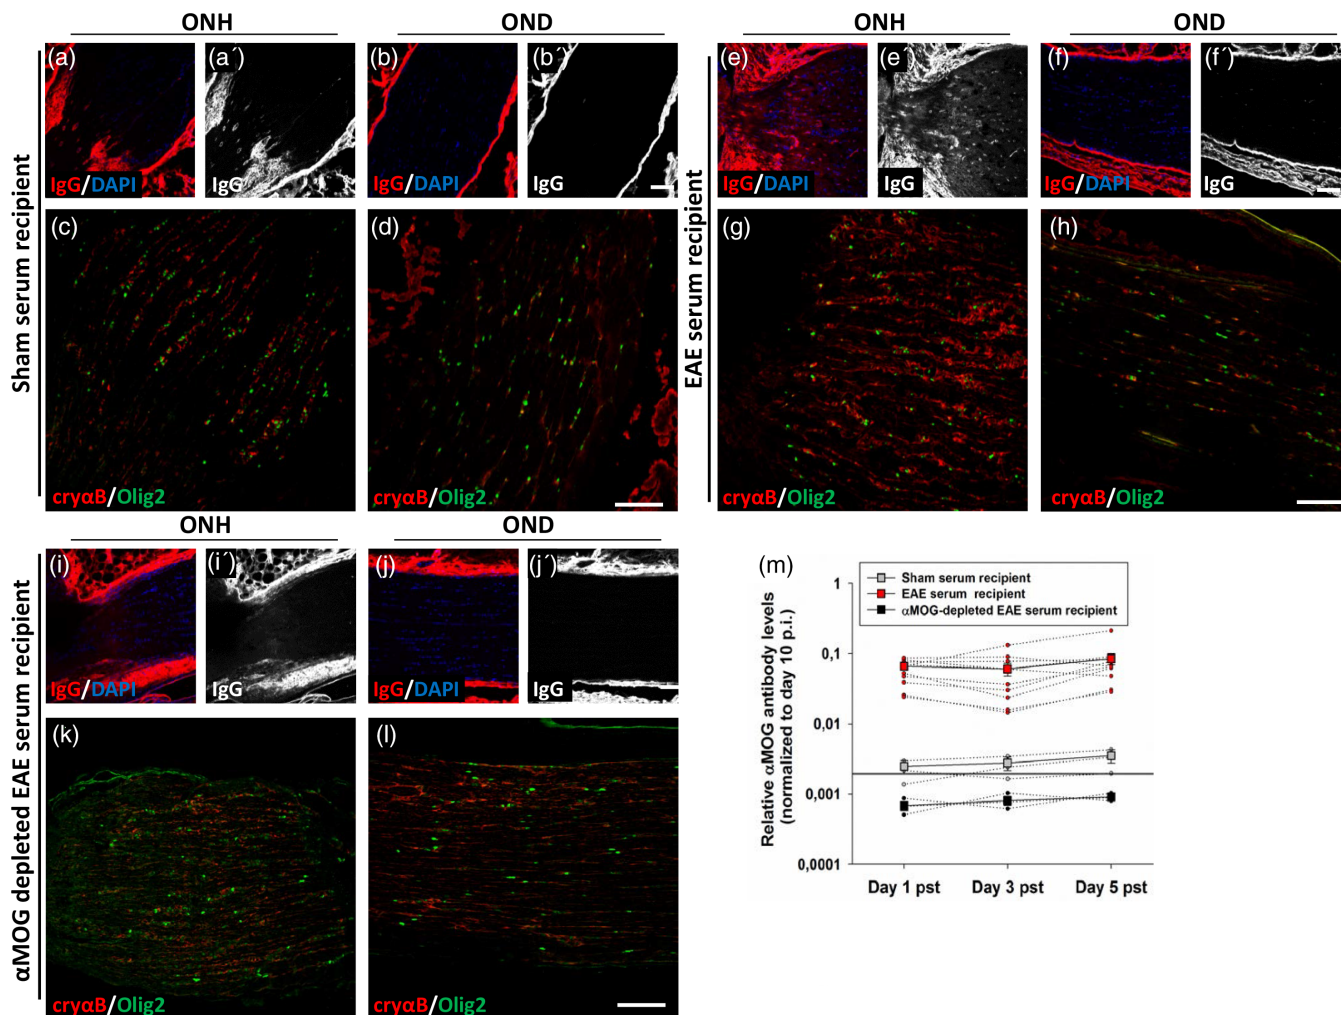 ONH
OND
Sham serum recipient
(a)
IgG/DAPI
(a´)
IgG
(b)
IgG/DAPI
(b´)
IgG
(c)
cryαB/Olig2
(d)
cryαB/Olig2
ONH
OND
EAE serum recipient
(e)
IgG/DAPI
(e´)
IgG
(f)
IgG/DAPI
(f´)
IgG
(g)
cryαB/Olig2
(h)
cryαB/Olig2
ONH
OND
αMOG depleted EAE serum recipient
(i)
IgG/DAPI
(i´)
IgG
(j)
IgG/DAPI
(j´)
IgG
(k)
cryαB/Olig2
(l)
cryαB/Olig2
(m)
Sham serum recipient
EAE serum recipient
αMOG-depleted EAE serum recipient
Relative αMOG antibody levels
(normalized to day 10 p.i.)
1
0,1
0,01
0,001
0,0001
Day 1 pst
Day 3 pst
Day 5 pst